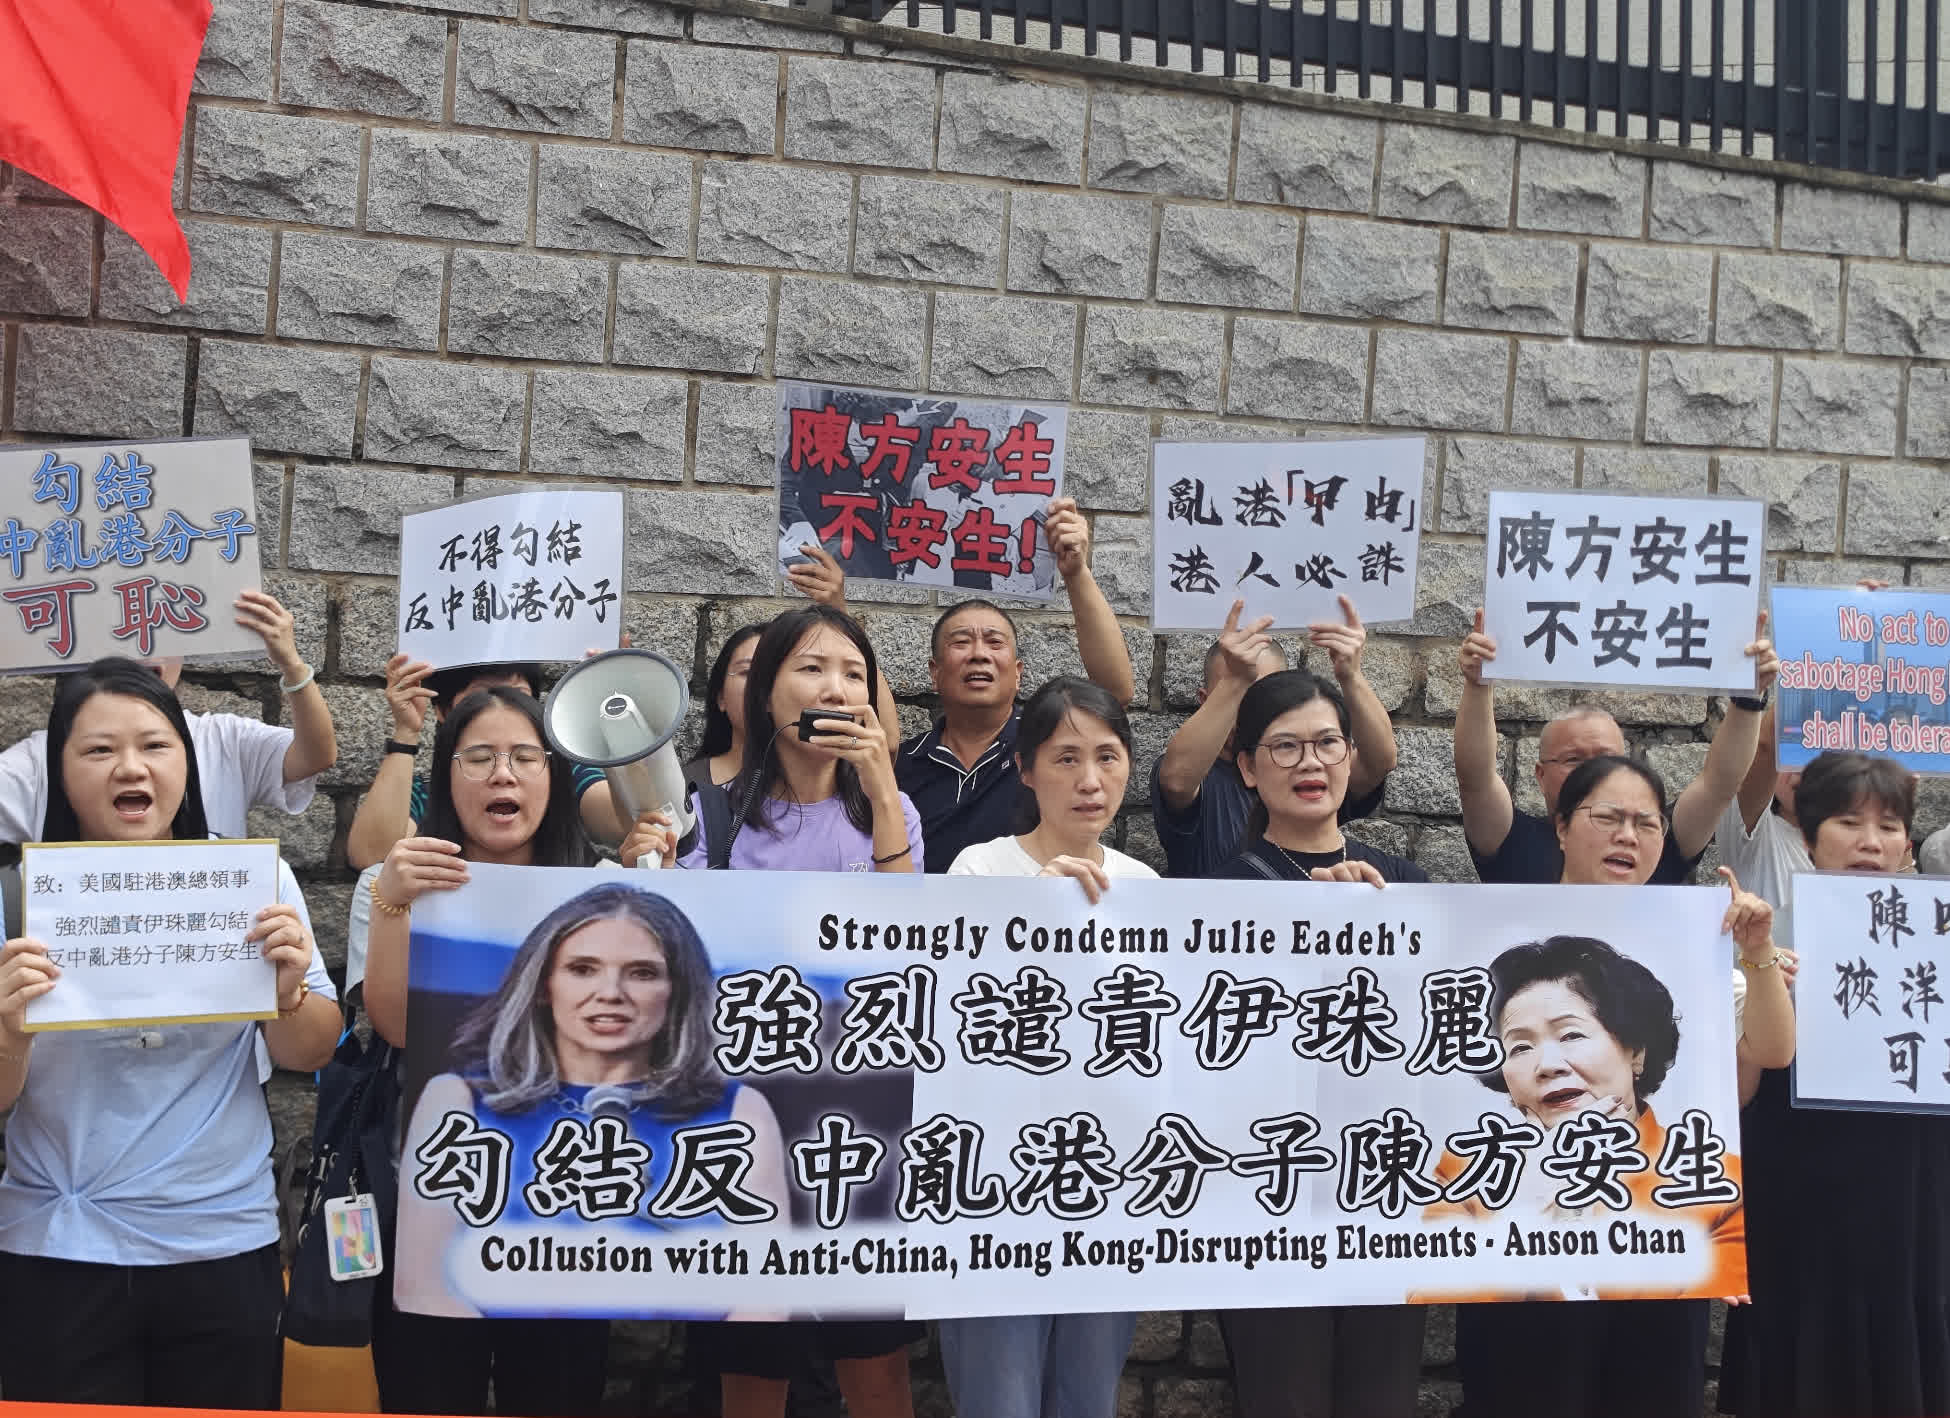 勾結
中亂港分子
可恥
不得勾結
反中亂港分子
陳方安生
不安生!
亂港「曱甴」
港人必誅
陳方安生
不安生
No act to
sabotage Hong
shall be tolera
致：美國駐港澳總領事
強烈譴責伊珠麗勾結
反中亂港分子陳方安生
Strongly Condemn Julie Eadeh's
強烈譴責伊珠麗
勾結反中亂港分子陳方安生
Collusion with Anti-China, Hong Kong-Disrupting Elements - Anson Chan
陳
狹洋
可